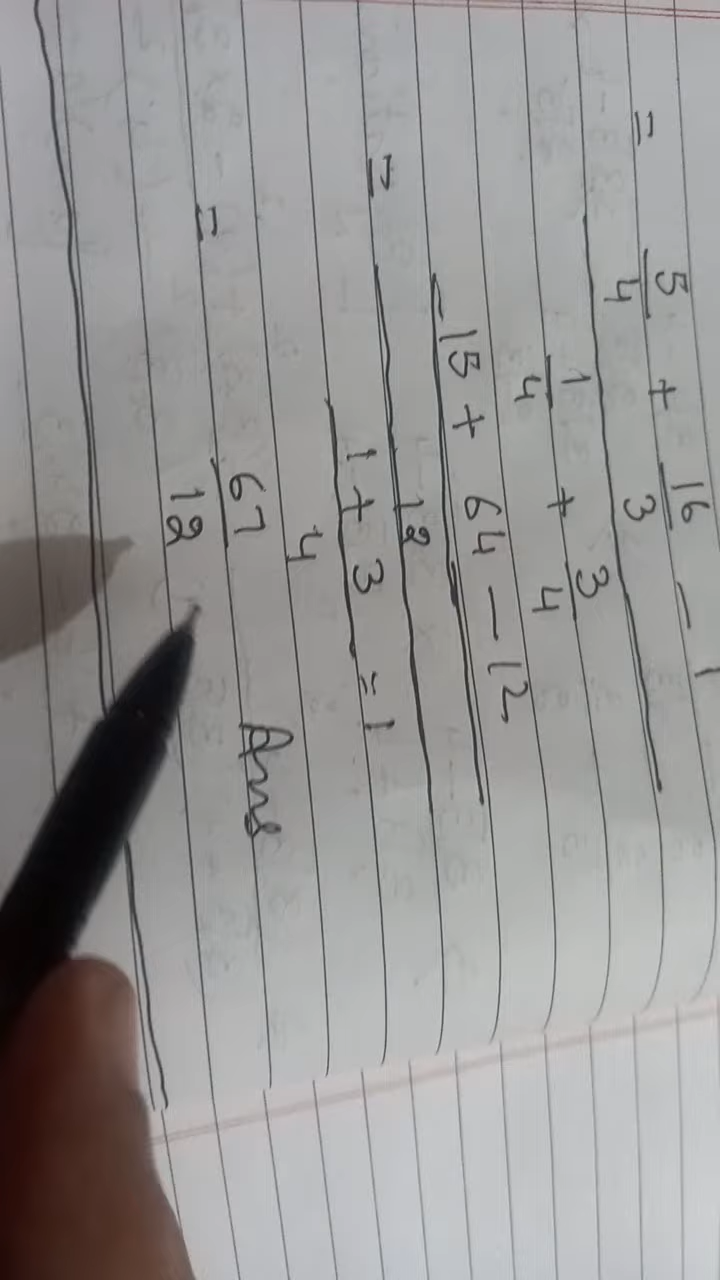 = 5/4 + 16/3 - 1
1/4 + 3/4
= 15 + 64 - 12
12
1 + 3 = 1
4
= 67/12 Ans